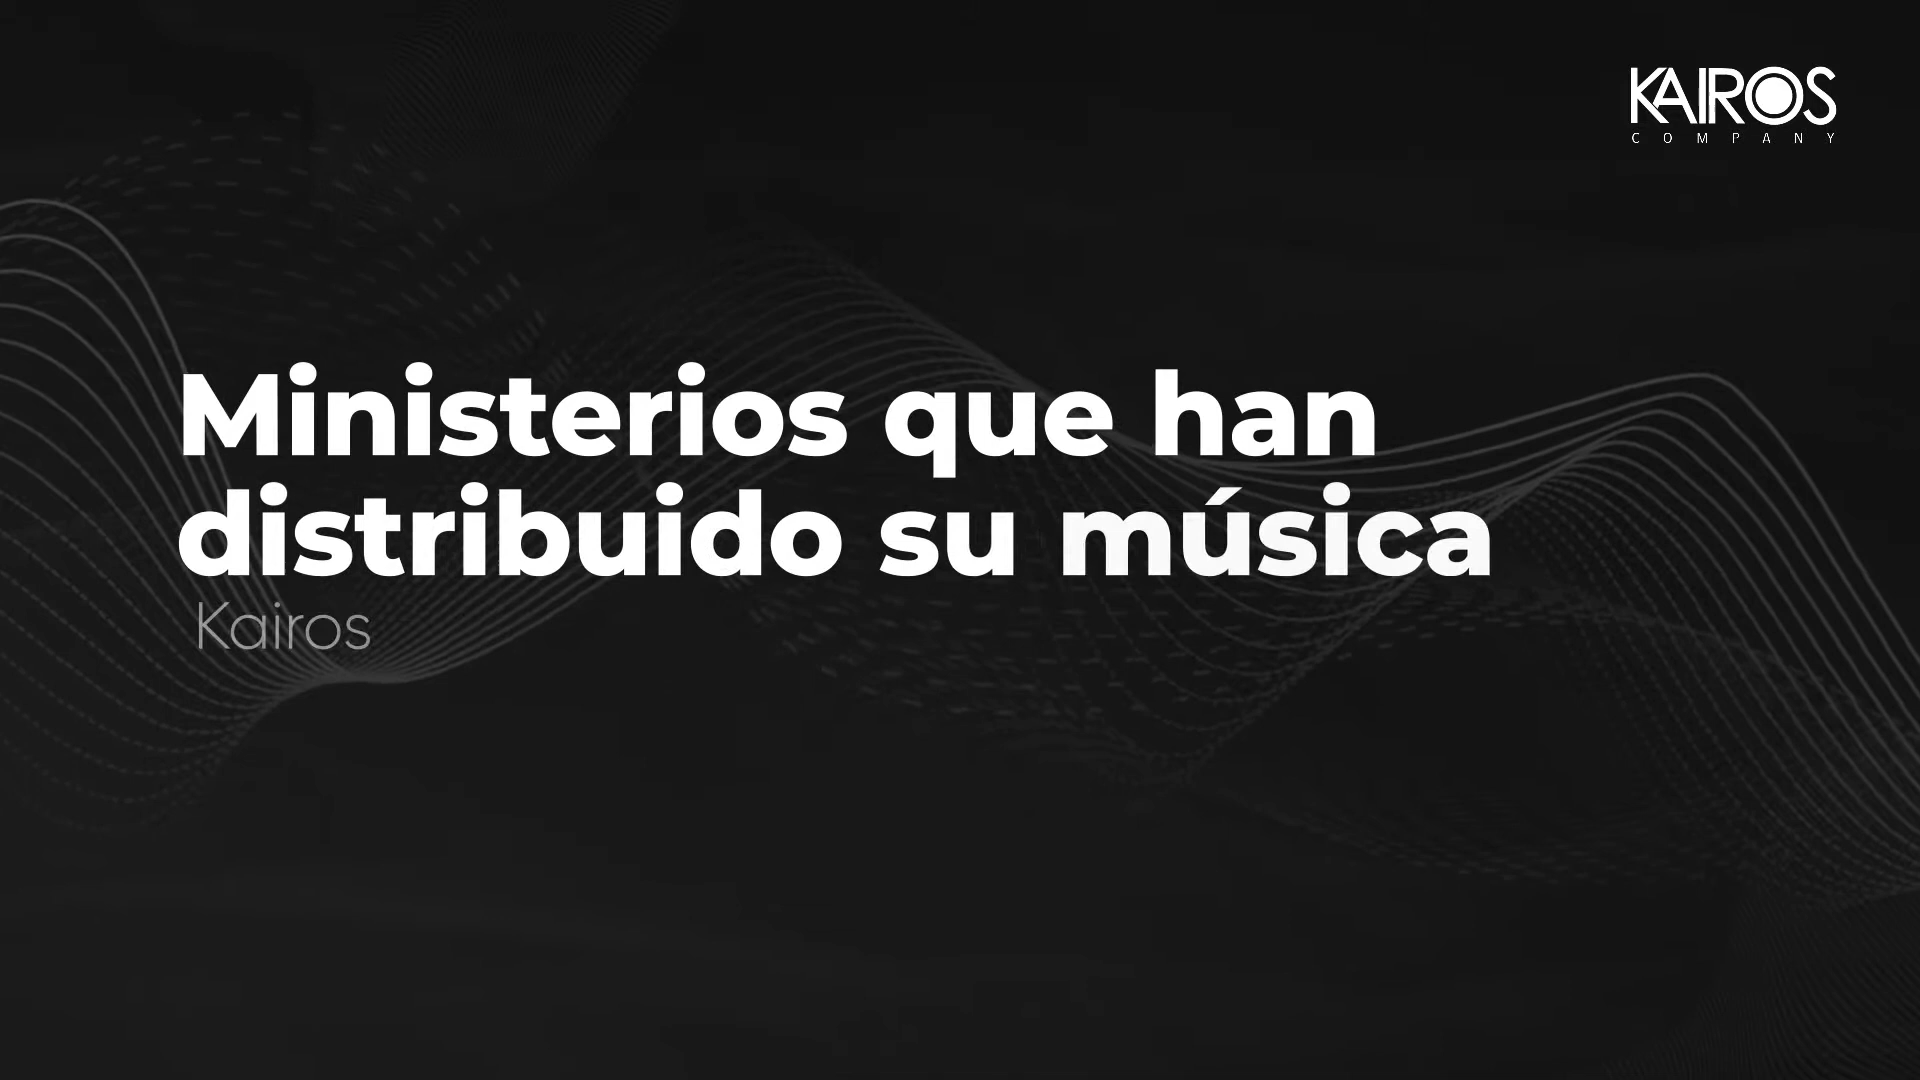 KAIROS
COMPANY
Ministerios que han
distribuido su música
Kairos